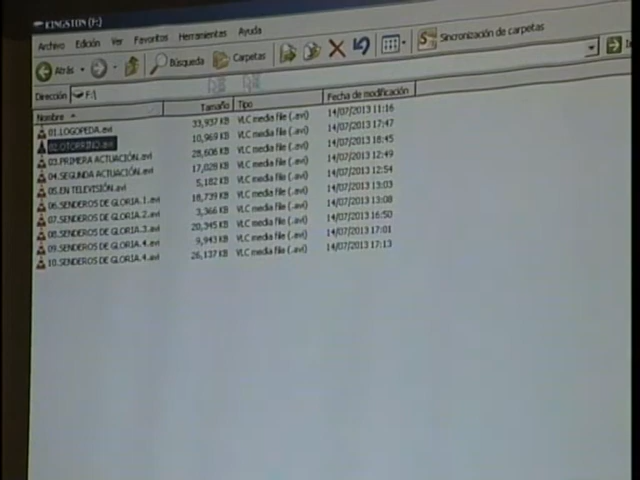 KINGSTON (F:)
Archivo Edición Ver Favoritos Herramientas Ayuda
Atrás Búsqueda Carpetas Sincronización de carpetas
Dirección F:\ Ir
Nombre Tamaño Tipo Fecha de modificación
01.LOGOPEDA.avi 33,937 KB VLC media file (.avi) 14/07/2013 11:16
02.OTORRINO.avi 10,969 KB VLC media file (.avi) 14/07/2013 17:47
03.PRIMERA ACTUACIÓN.avi 28,606 KB VLC media file (.avi) 14/07/2013 18:45
04.SEGUNDA ACTUACIÓN.avi 17,028 KB VLC media file (.avi) 14/07/2013 12:49
05.EN TELEVISIÓN.avi 5,182 KB VLC media file (.avi) 14/07/2013 12:54
06.SENDEROS DE GLORIA.1.avi 18,739 KB VLC media file (.avi) 14/07/2013 13:03
07.SENDEROS DE GLORIA.2.avi 3,366 KB VLC media file (.avi) 14/07/2013 13:08
08.SENDEROS DE GLORIA.3.avi 20,345 KB VLC media file (.avi) 14/07/2013 16:50
09.SENDEROS DE GLORIA.4.avi 9,943 KB VLC media file (.avi) 14/07/2013 17:01
10.SENDEROS DE GLORIA.4.avi 26,137 KB VLC media file (.avi) 14/07/2013 17:13